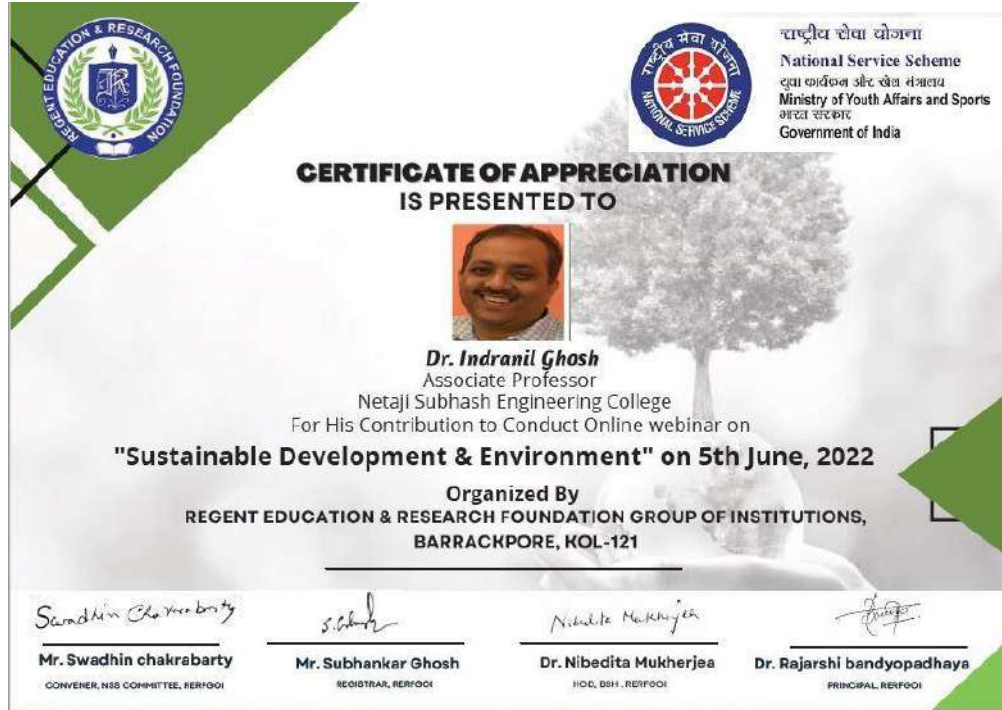 REGENT EDUCATION & RESEARCH FOUNDATION
R
राष्ट्रीय सेवा योजना
NATIONAL SERVICE SCHEME
राष्ट्रीय सेवा योजना
National Service Scheme
युवा कार्यक्रम और खेल मंत्रालय
Ministry of Youth Affairs and Sports
भारत सरकार
Government of India
CERTIFICATE OF APPRECIATION
IS PRESENTED TO
Dr. Indranil Ghosh
Associate Professor
Netaji Subhash Engineering College
For His Contribution to Conduct Online webinar on
"Sustainable Development & Environment" on 5th June, 2022
Organized By
REGENT EDUCATION & RESEARCH FOUNDATION GROUP OF INSTITUTIONS,
BARRACKPORE, KOL-121
Swadhin Chakrabarty
S. Ghosh
Nibedita Mukherjea
Mr. Swadhin chakrabarty
Mr. Subhankar Ghosh
Dr. Nibedita Mukherjea
Dr. Rajarshi bandyopadhaya
CONVENER, NSS COMMITTEE, RERFGOI
REGISTRAR, RERFGOI
HOD, BSH , RERFGOI
PRINCIPAL, RERFGOI